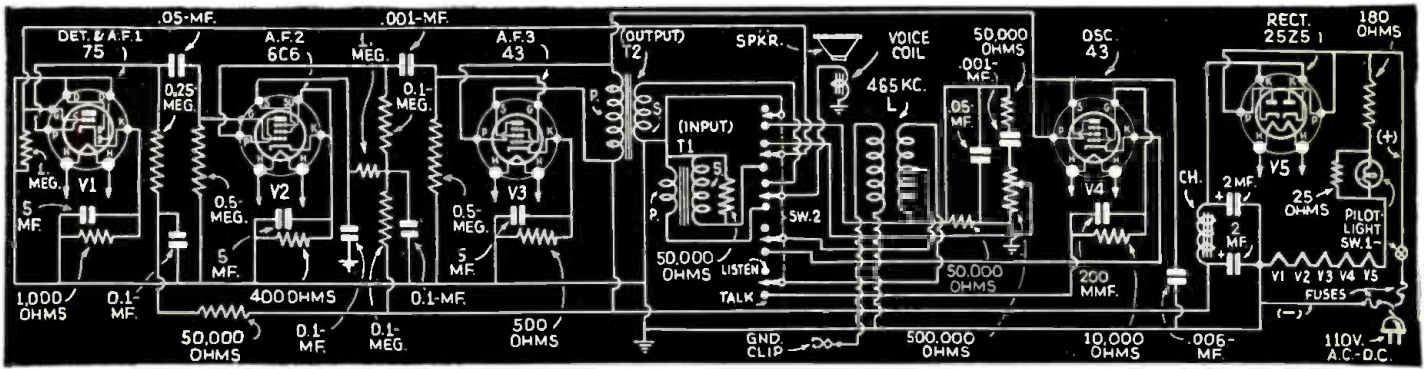 .05-MF.
.001-MF.
DET. & A.F.1
75
A.F.2
6C6
1.
MEG.
A.F.3
43
(OUTPUT)
T2
SPKR.
VOICE
COIL
50,000
OHMS
OSC.
43
RECT.
25Z5
180
OHMS
0.25-
MEG.
0.1-
MEG.
465 KC.
L
.001-
MF.
.05-
MF.
D
D
G
P
K
H
H
S
S
G
P
K
H
H
S
G
P
K
H
H
P.
S.
(INPUT)
T1
P.
S.
S
G
P
K
H
H
K
K
P
P
H
H
(+)
1.
MEG.
V1
V2
V3
V4
V5
5
MF.
0.5-
MEG.
5
MF.
0.5-
MEG.
5
MF.
SW.2
CH.
+ 2 MF.
25
OHMS
PILOT-
LIGHT
SW.1
2
MF.
+
50,000
OHMS
LISTEN
TALK
50,000
OHMS
200
MMF.
V1 V2 V3 V4 V5
FUSES
(-)
1,000
OHMS
0.1-
MF.
400 OHMS
0.1-MF.
500
OHMS
50,000
OHMS
0.1-
MF.
0.1-
MEG.
GND.
CLIP
500,000
OHMS
10,000
OHMS
.006-
MF.
110V.
A.C.-D.C.